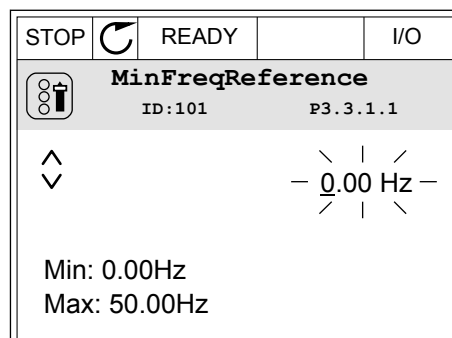 STOP READY I/O
MinFreqReference
ID:101 P3.3.1.1
0.00 Hz
Min: 0.00Hz
Max: 50.00Hz